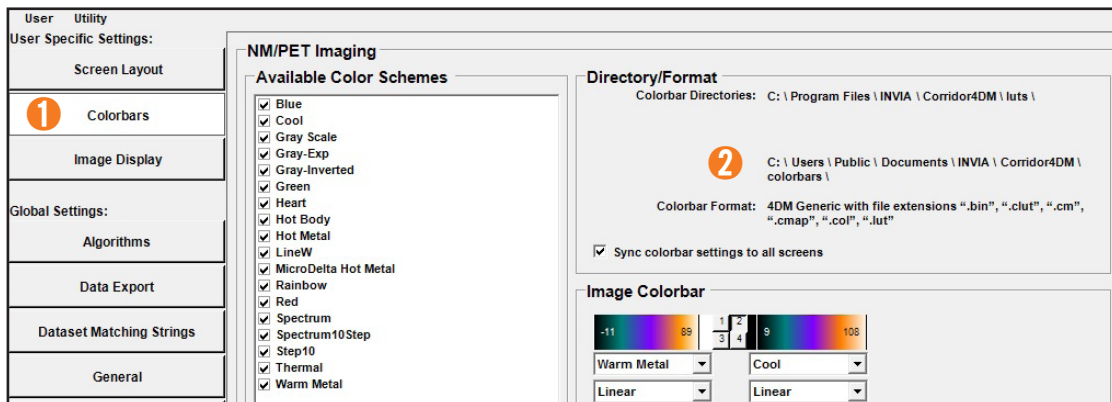 User Utility
User Specific Settings:
Screen Layout
1
Colorbars
Image Display
Global Settings:
Algorithms
Data Export
Dataset Matching Strings
General
NM/PET Imaging
Available Color Schemes
Blue
Cool
Gray Scale
Gray-Exp
Gray-Inverted
Green
Heart
Hot Body
Hot Metal
LineW
MicroDelta Hot Metal
Rainbow
Red
Spectrum
Spectrum10Step
Step10
Thermal
Warm Metal
Directory/Format
Colorbar Directories: C: \ Program Files \ INVIA \ Corridor4DM \ luts \
2
C: \ Users \ Public \ Documents \ INVIA \ Corridor4DM \
colorbars \
Colorbar Format: 4DM Generic with file extensions “.bin”, “.clut”, “.cm”,
“.cmap”, “.col”, “.lut”
Sync colorbar settings to all screens
Image Colorbar
-11 89 1 2 9 108
3 4
Warm Metal Cool
Linear Linear